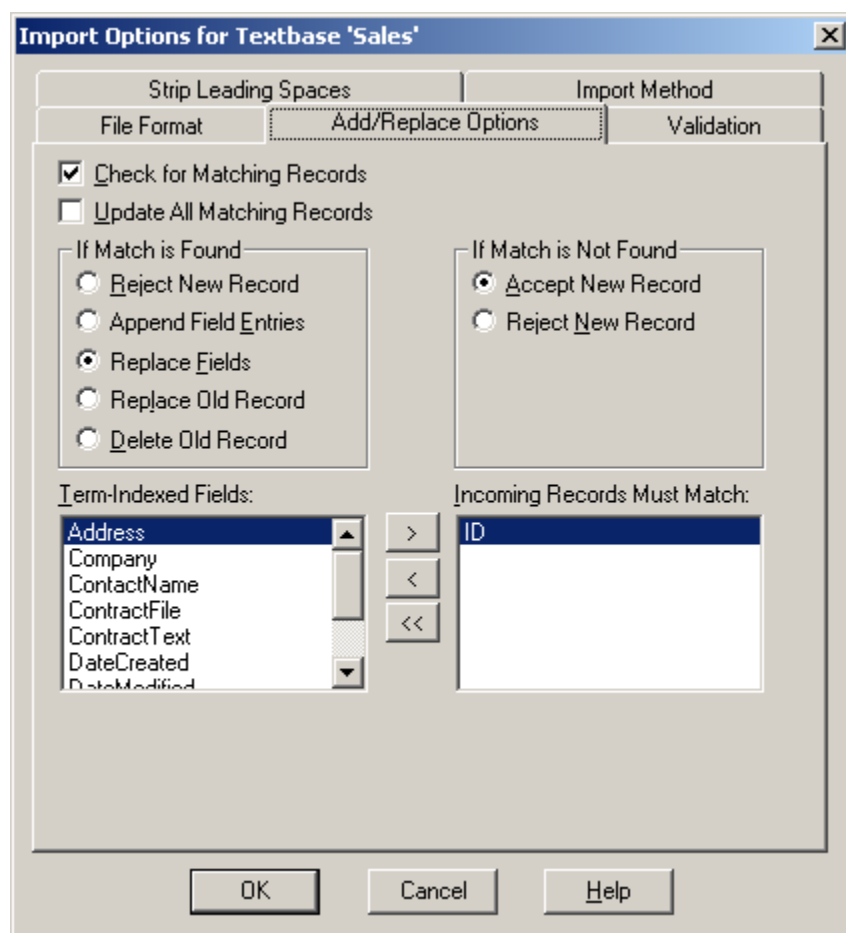 Import Options for Textbase 'Sales'
Strip Leading Spaces
Import Method
File Format
Add/Replace Options
Validation
Check for Matching Records
Update All Matching Records
If Match is Found
Reject New Record
Append Field Entries
Replace Fields
Replace Old Record
Delete Old Record
If Match is Not Found
Accept New Record
Reject New Record
Term-Indexed Fields:
Address
Company
ContactName
ContractFile
ContractText
DateCreated
DateModified
>
<
<<
Incoming Records Must Match:
ID
OK
Cancel
Help